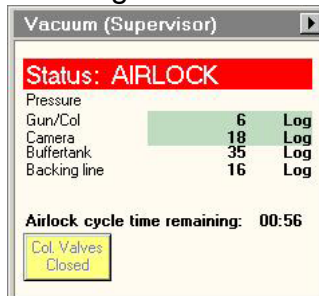 Vacuum (Supervisor)
Status: AIRLOCK
Pressure
Gun/Col 6 Log
Camera 18 Log
Buffertank 35 Log
Backing line 16 Log
Airlock cycle time remaining: 00:56
Col. Valves
Closed